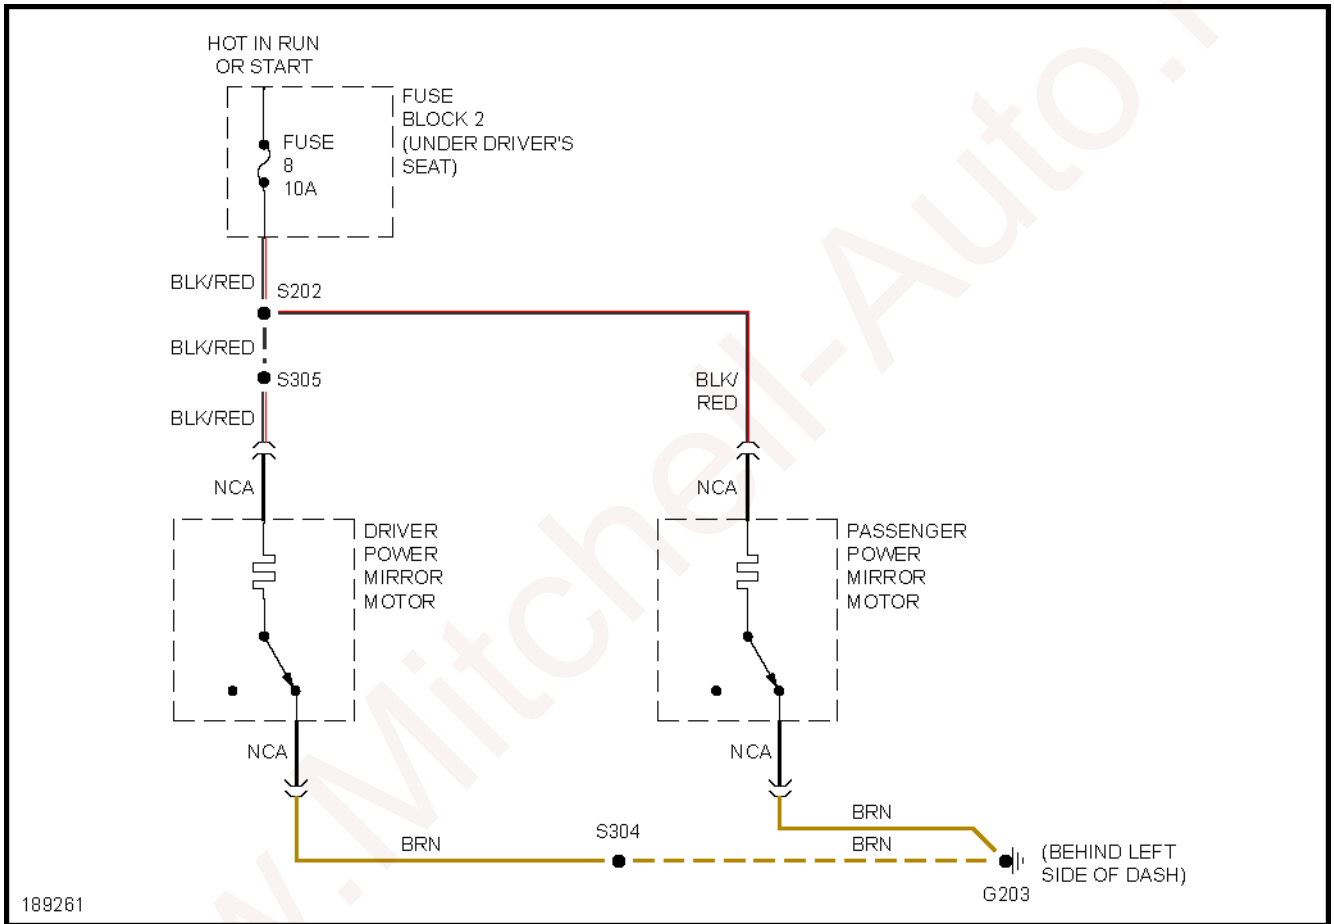 HOT IN RUN
OR START
FUSE
BLOCK 2
(UNDER DRIVER'S
SEAT)
FUSE
8
10A
BLK/RED
S202
BLK/RED
S305
BLK/RED
BLK/
RED
NCA
NCA
DRIVER
POWER
MIRROR
MOTOR
PASSENGER
POWER
MIRROR
MOTOR
NCA
NCA
BRN
S304
BRN
BRN
(BEHIND LEFT
SIDE OF DASH)
G203
189261
w.Mitchell-Auto.r